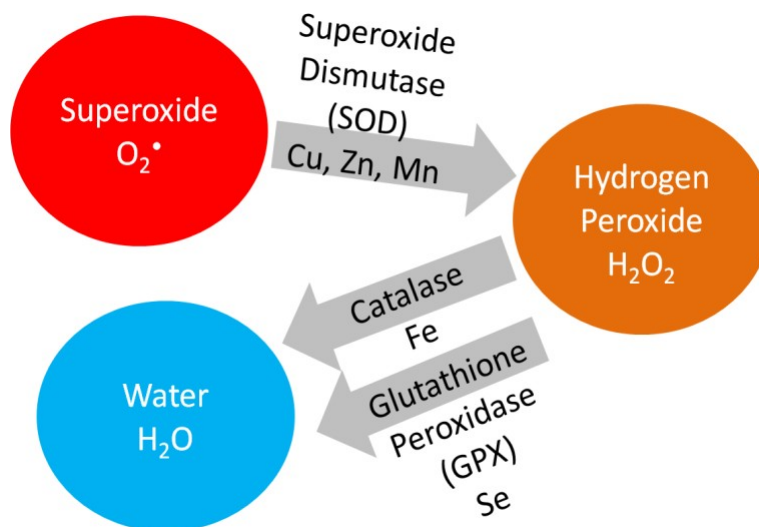 Superoxide
O₂•
Superoxide
Dismutase
(SOD)
Cu, Zn, Mn
Hydrogen
Peroxide
H₂O₂
Catalase
Fe
Glutathione
Peroxidase
(GPX)
Se
Water
H₂O